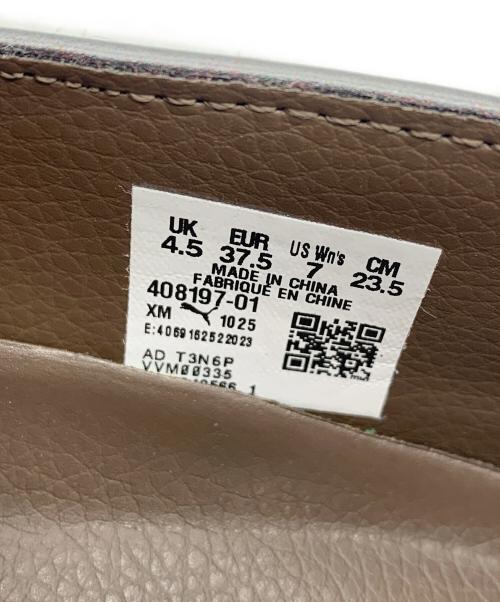 UK EUR US Wn's CM
4.5 37.5 7 23.5
MADE IN CHINA
FABRIQUÉ EN CHINE
408197-01
XM 1025
E:4069162522023
AD T3N6P
VVM00335